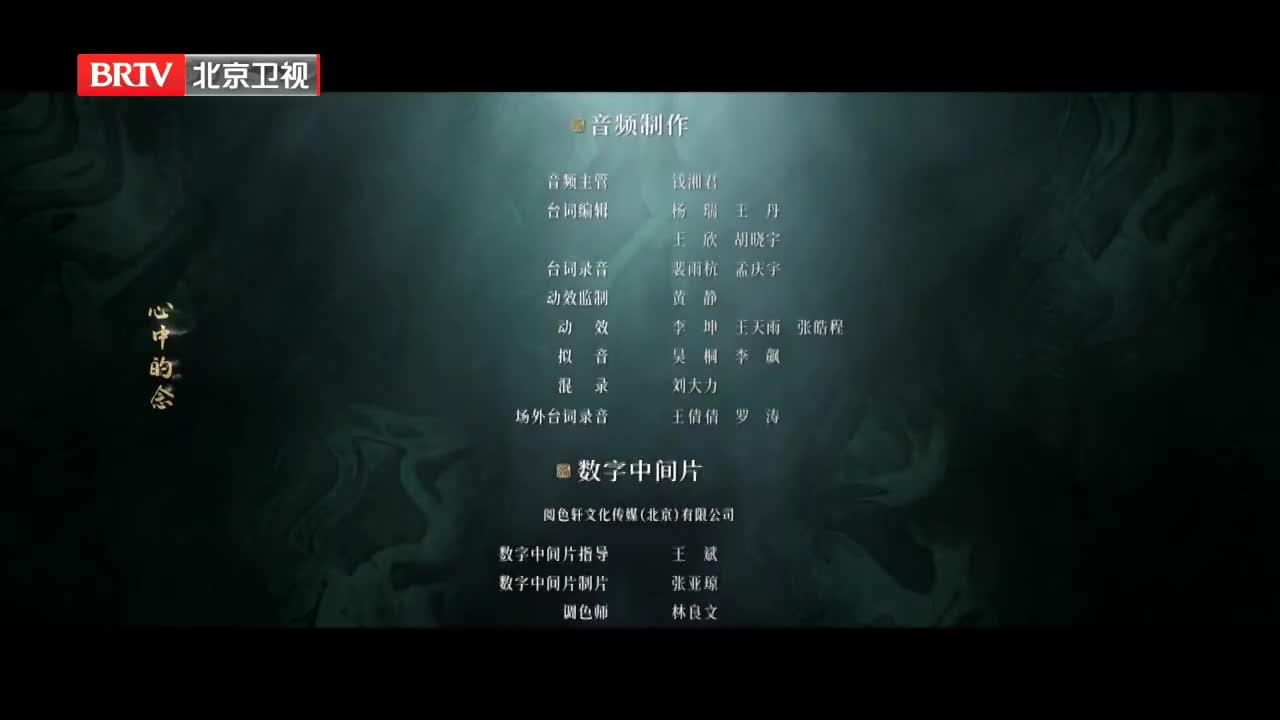 BRTV 北京卫视
音频制作
音频主管 钱湘君
台词编辑 杨 瑞 王 丹
王 欣 胡晓宇
台词录音 裴雨杭 孟庆宇
动效监制 黄 静
动 效 李 坤 王天雨 张皓程
拟 音 吴 桐 李 飙
混 录 刘大力
场外台词录音 王倩倩 罗 涛
心中的念
数字中间片
阅色轩文化传媒(北京)有限公司
数字中间片指导 王 斌
数字中间片制片 张亚琼
调色师 林良文